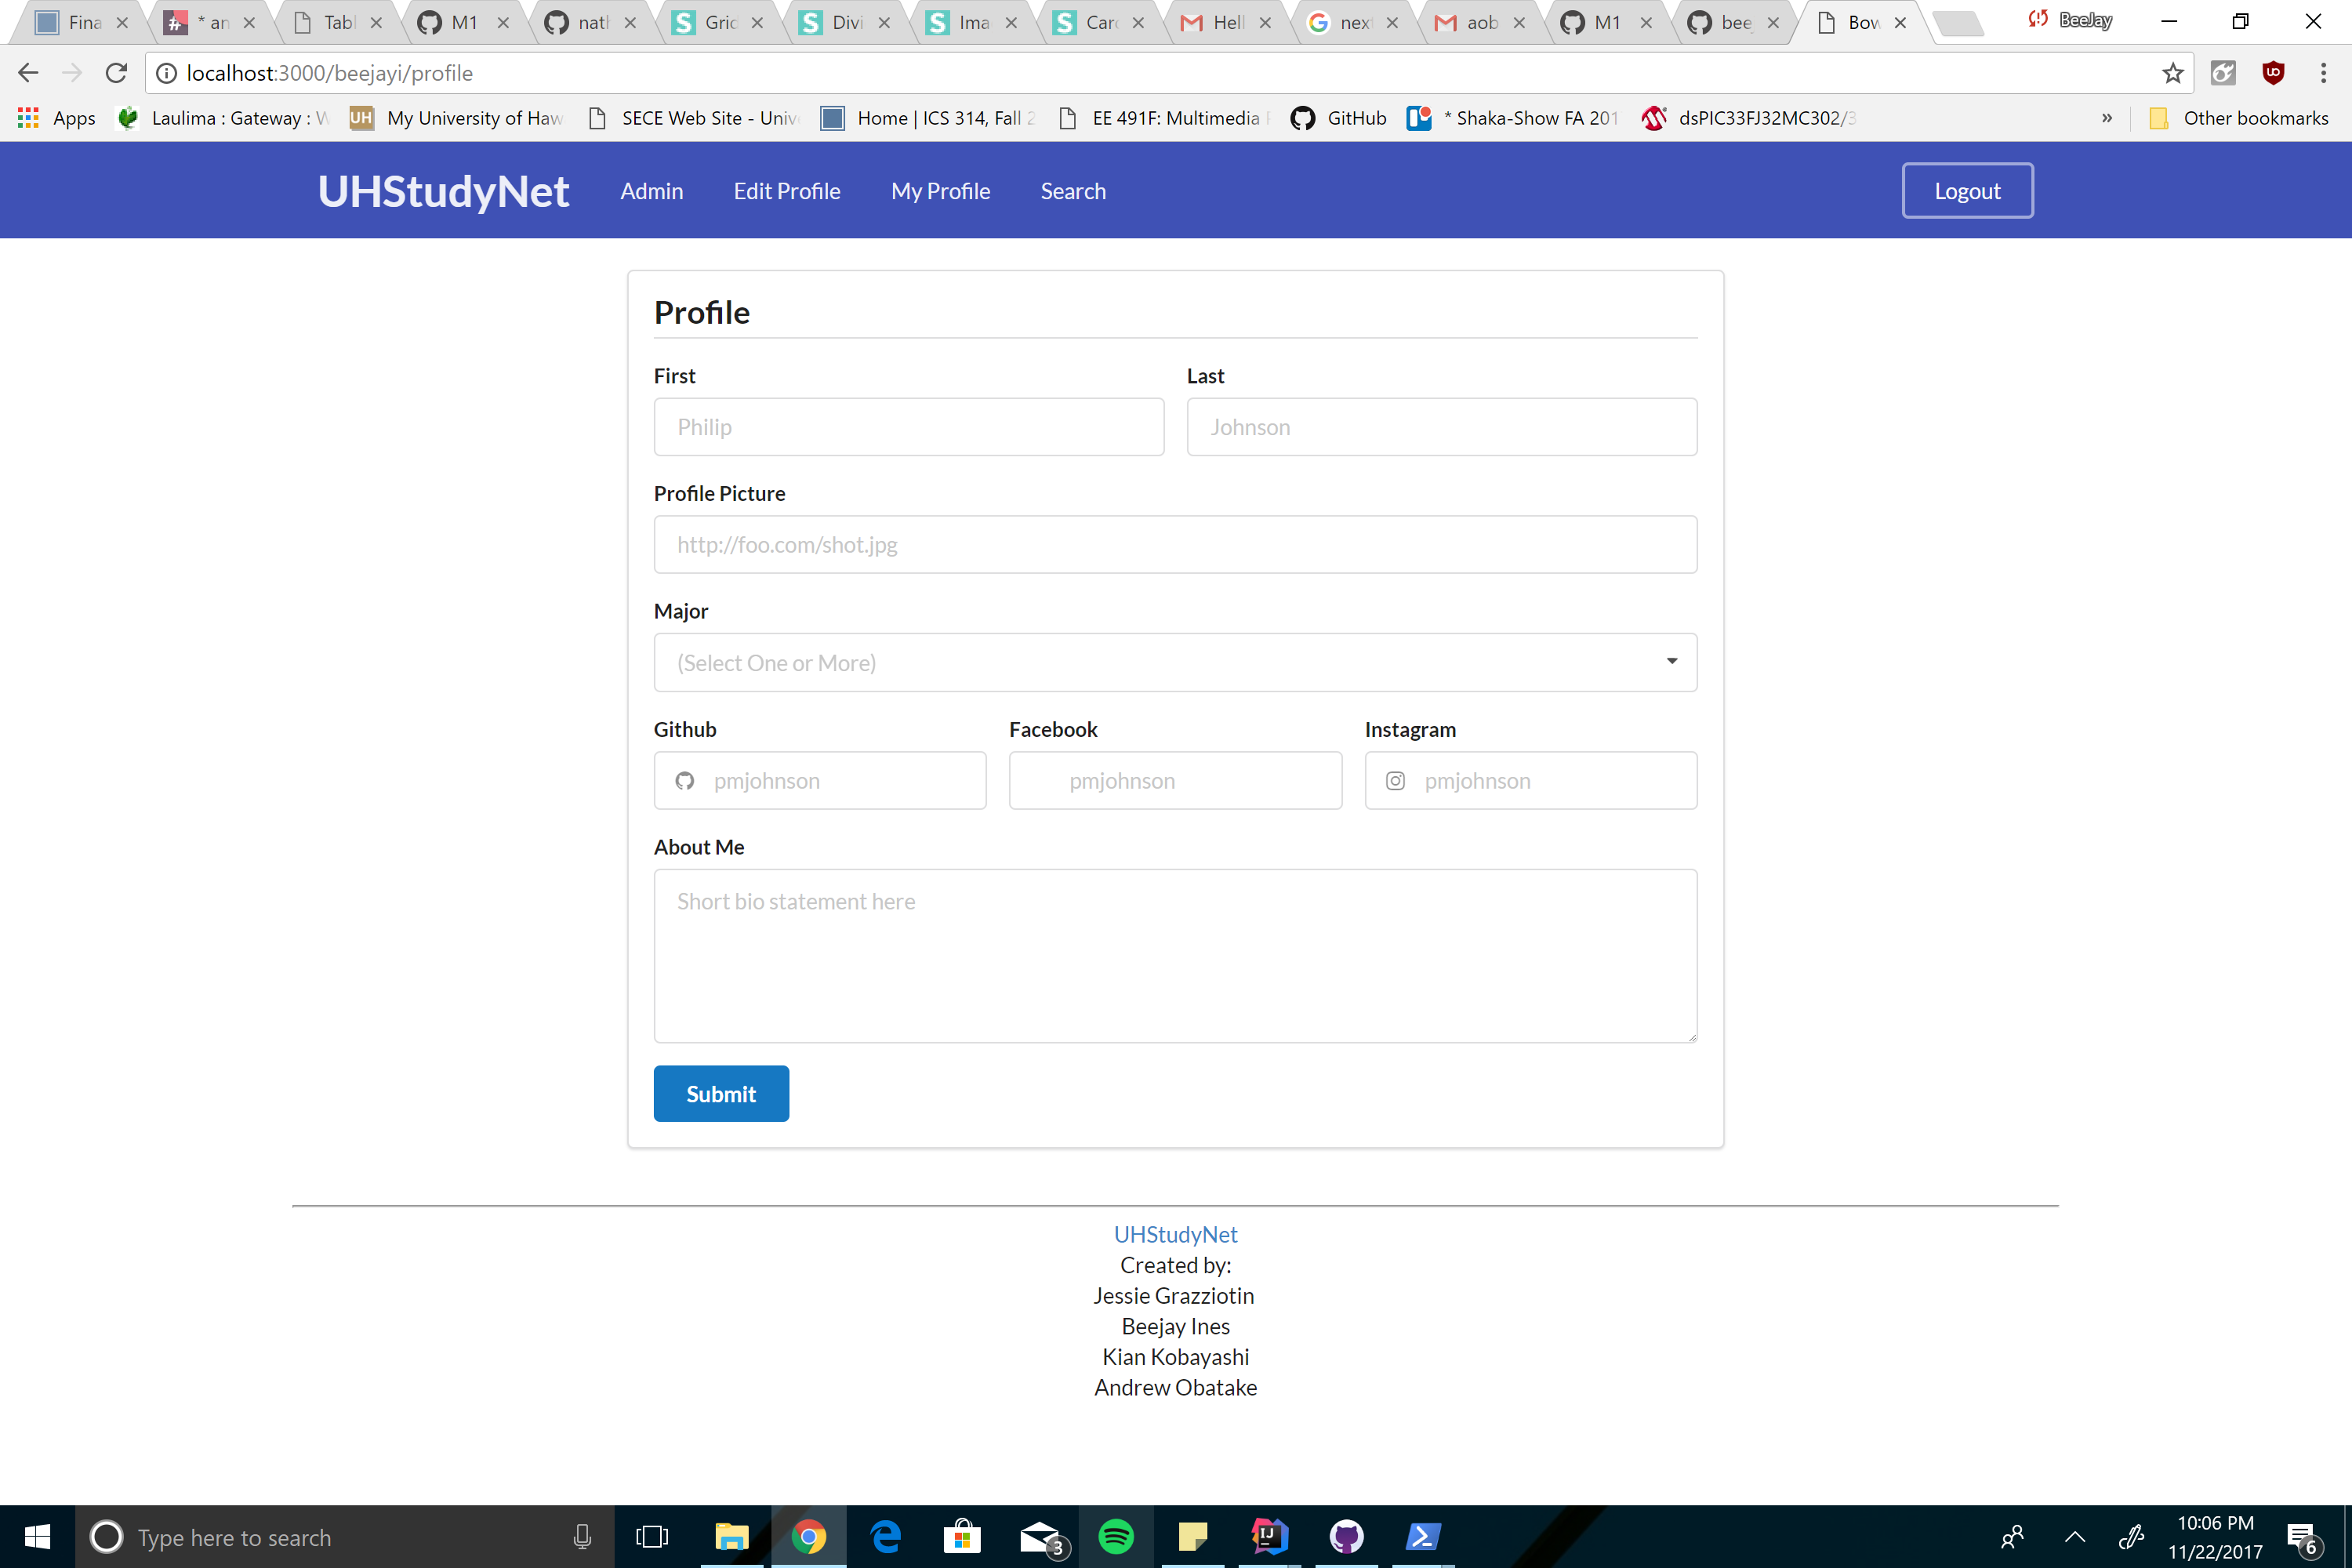 Fina
* an
Tabl
M1
nath
Grid
Divi
Ima
Card
Hell
next
aob
M1
bee
Bow
BeeJay
localhost:3000/beejayi/profile
Apps
Laulima : Gateway : W
UH My University of Haw
SECE Web Site - Univ
Home | ICS 314, Fall 2
EE 491F: Multimedia
GitHub
* Shaka-Show FA 201
dsPIC33FJ32MC302/3
»
Other bookmarks
UHStudyNet
Admin
Edit Profile
My Profile
Search
Logout
Profile
First
Last
Philip
Johnson
Profile Picture
http://foo.com/shot.jpg
Major
(Select One or More)
Github
Facebook
Instagram
pmjohnson
pmjohnson
pmjohnson
About Me
Short bio statement here
Submit
UHStudyNet
Created by:
Jessie Grazziotin
Beejay Ines
Kian Kobayashi
Andrew Obatake
Type here to search
3
10:06 PM
11/22/2017
6